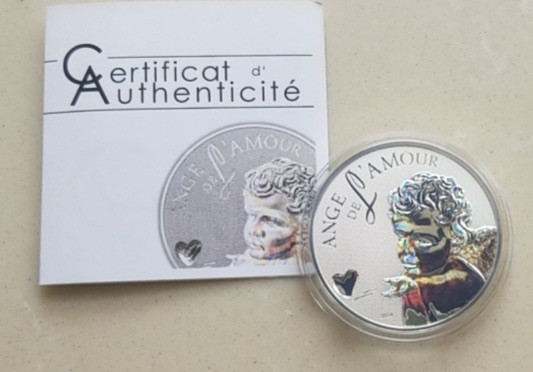 Certificat d'
Authenticité
ANGE
DE L'AMOUR
ANGE
DE L'AMOUR